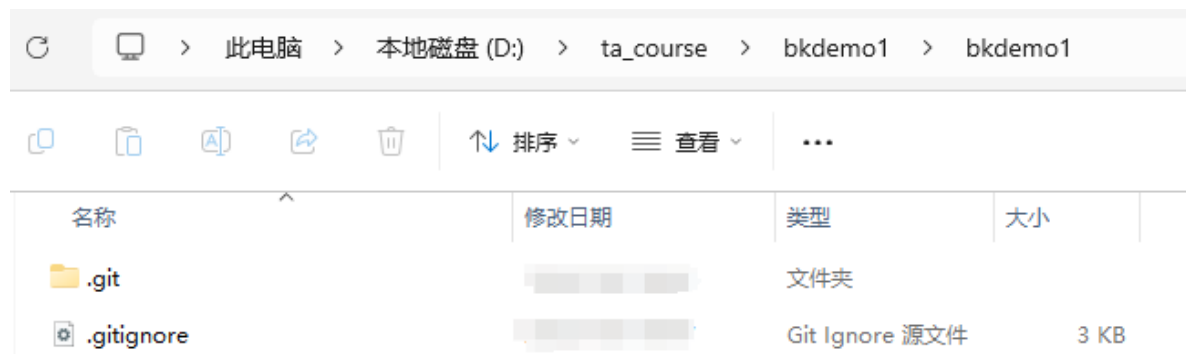 此电脑 > 本地磁盘 (D:) > ta_course > bkdemo1 > bkdemo1
排序 查看 ...
名称 修改日期 类型 大小
.git 文件夹
.gitignore Git Ignore 源文件 3 KB